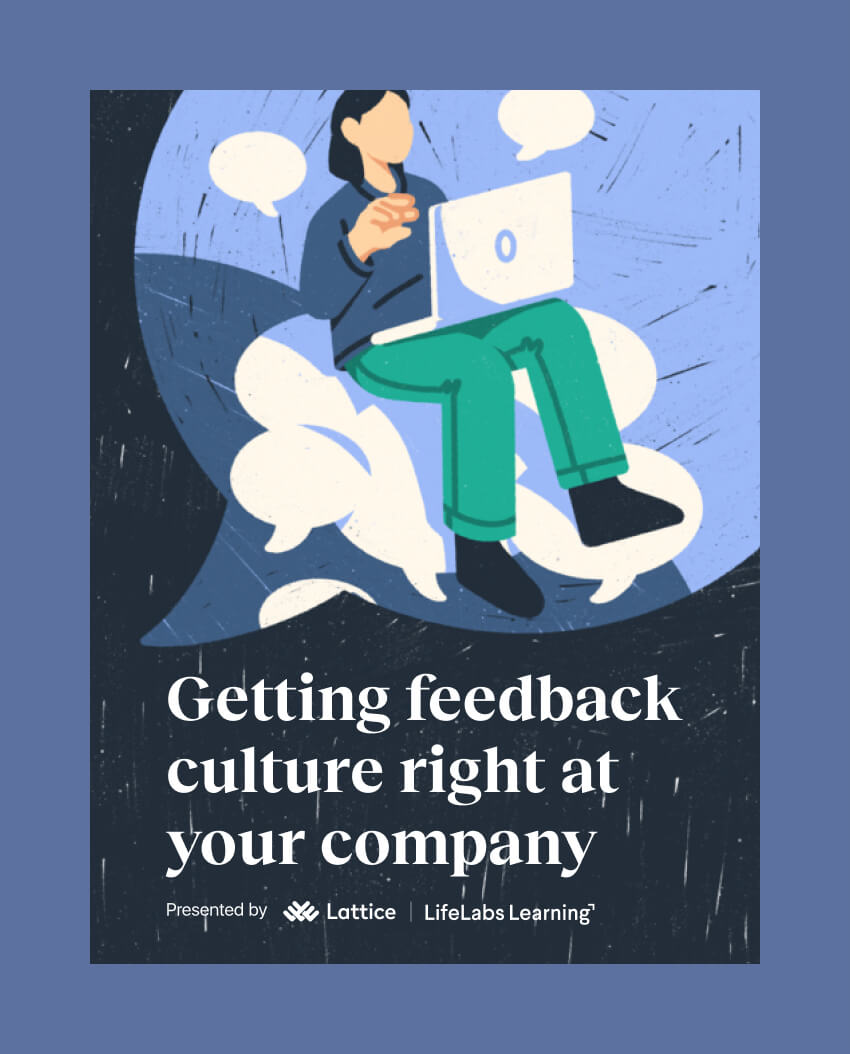 Getting feedback
culture right at
your company
Presented by Lattice | LifeLabs Learning